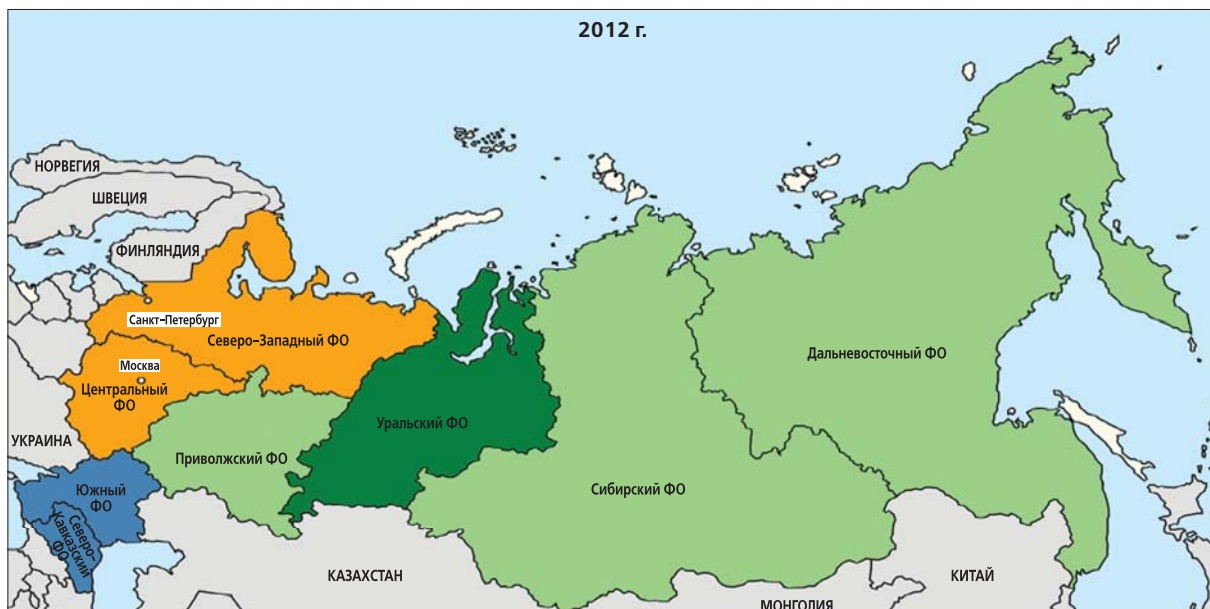 2012 г.
НОРВЕГИЯ
ШВЕЦИЯ
ФИНЛЯНДИЯ
Санкт-Петербург
Северо-Западный ФО
Москва
Центральный
ФО
Дальневосточный ФО
Уральский ФО
УКРАИНА
Приволжский ФО
Южный
ФО
Сибирский ФО
Северо-
Кавказский
ФО
КАЗАХСТАН
КИТАЙ
МОНГОЛИЯ